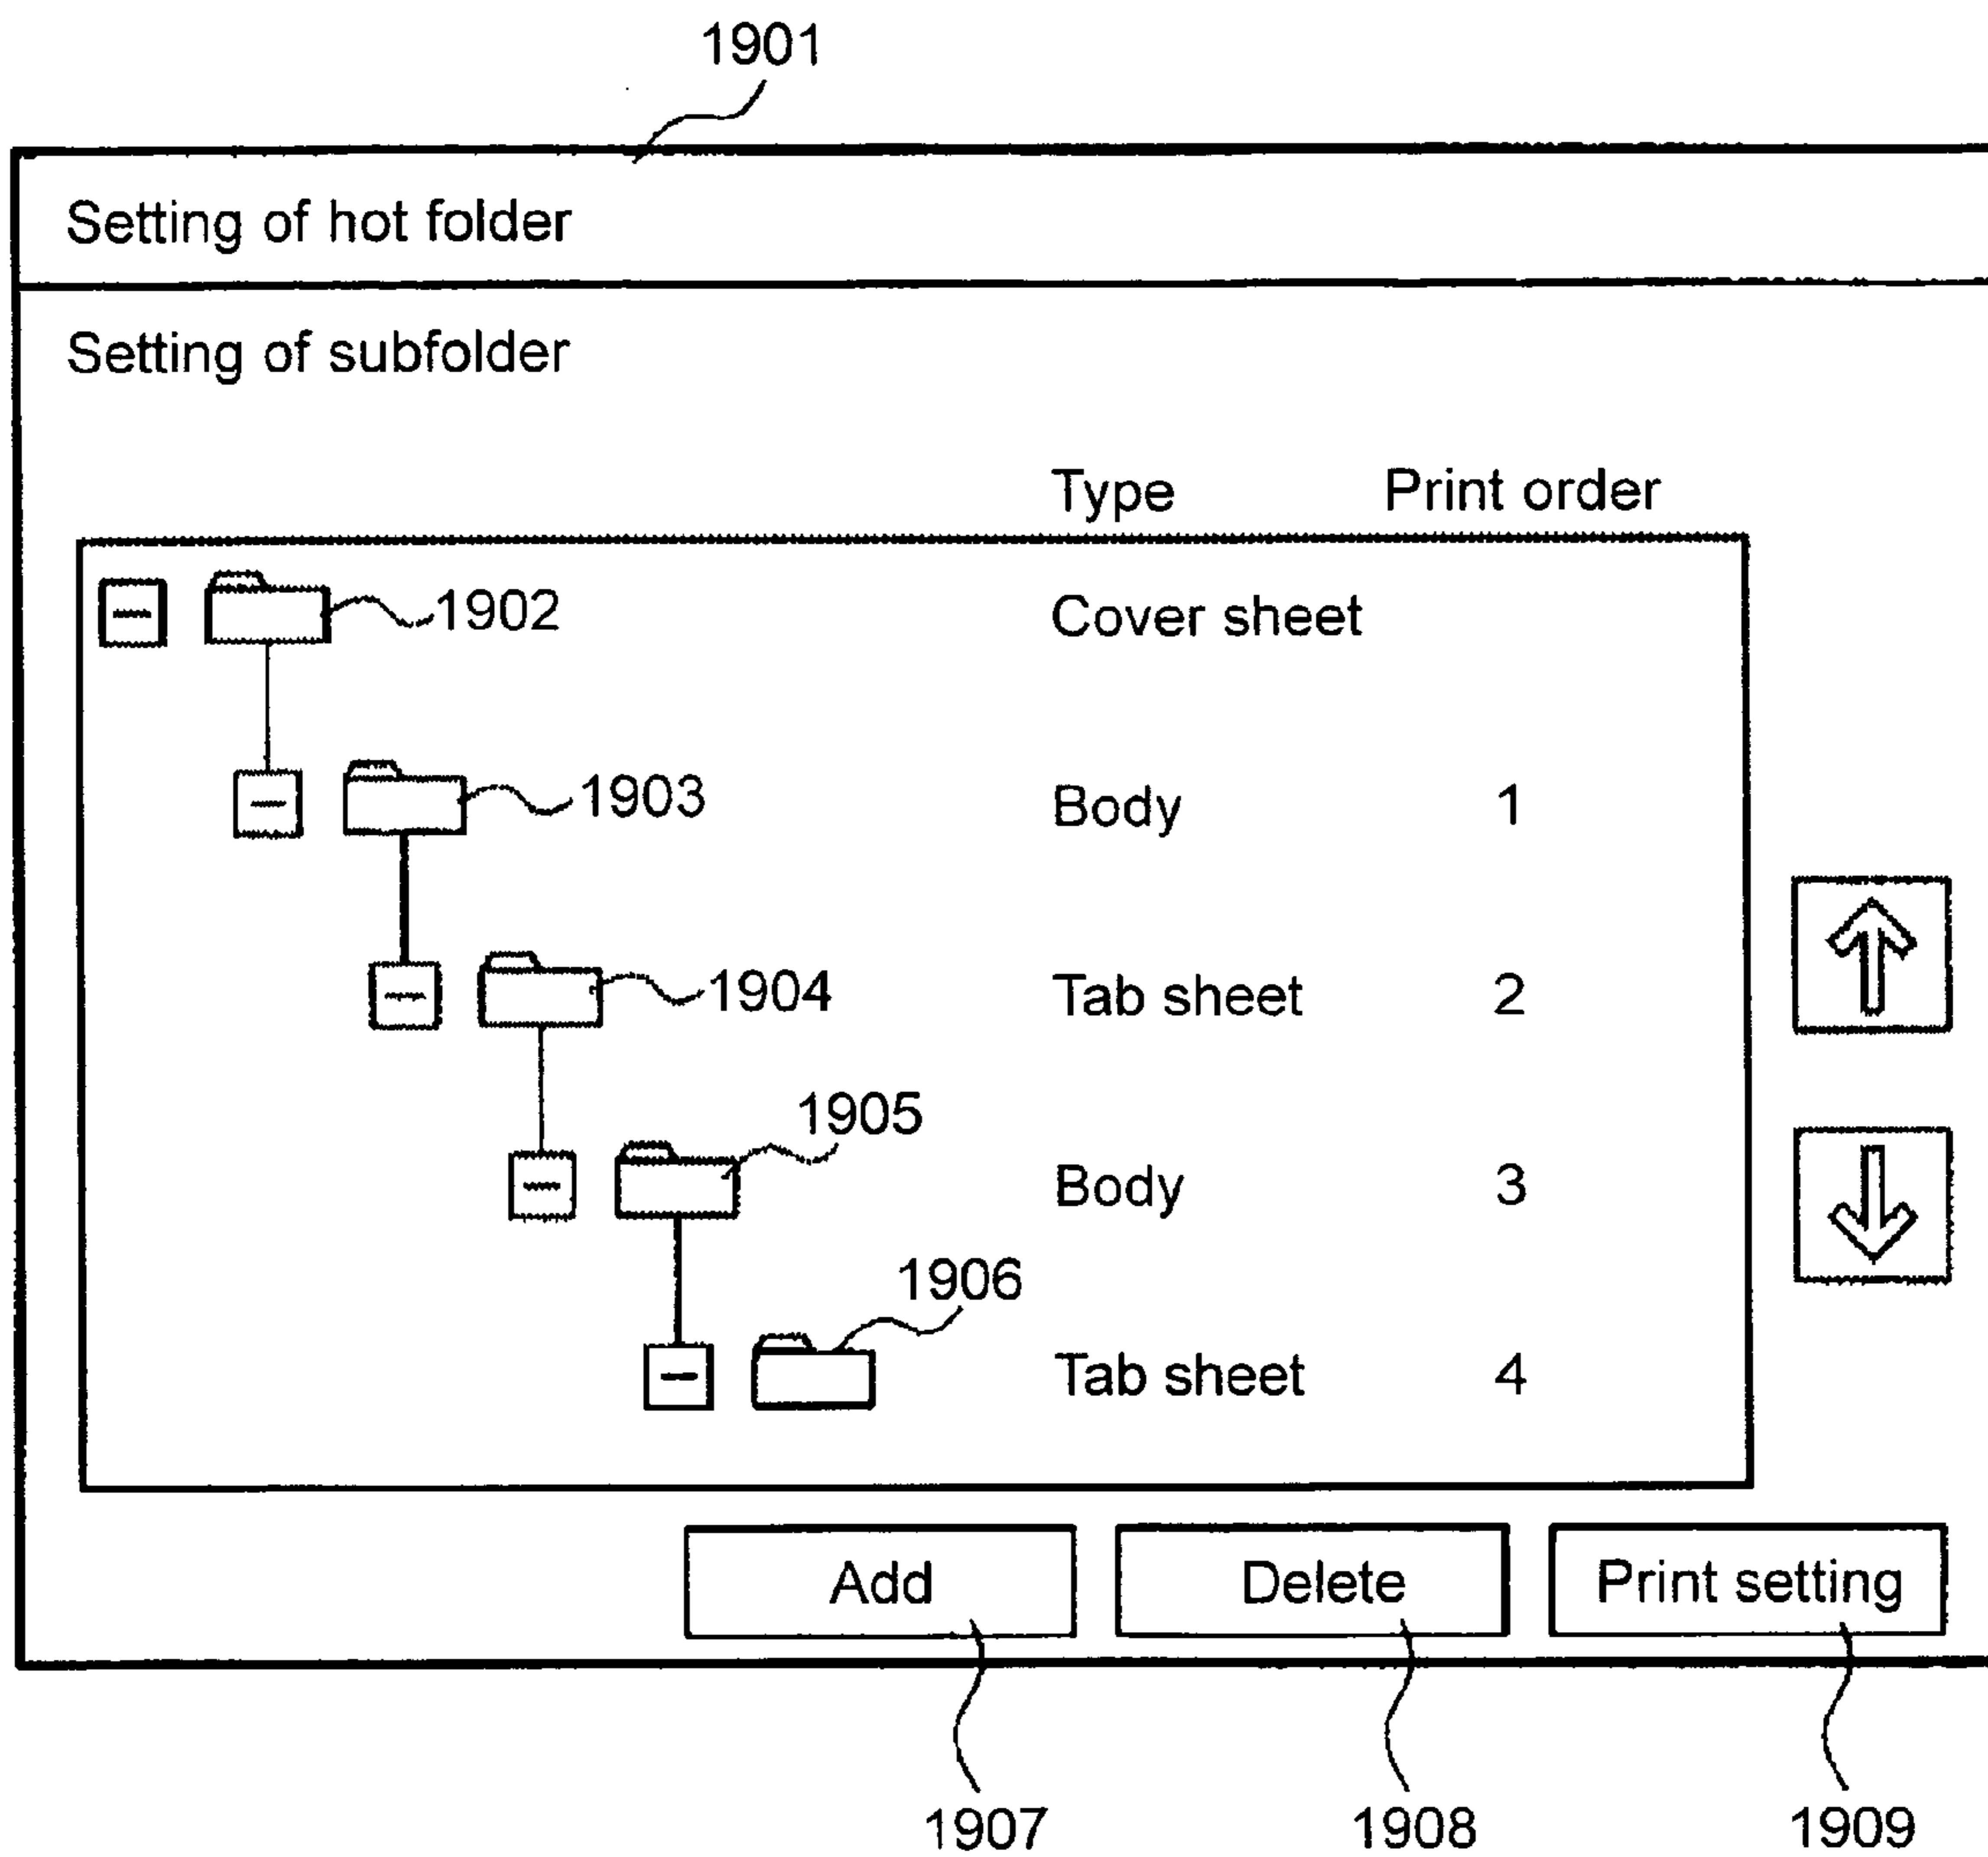 1901
Setting of hot folder
Setting of subfolder
Type Print order
1902 Cover sheet
1903 Body 1
1904 Tab sheet 2
1905
Body 3
1906
Tab sheet 4
Add Delete Print setting
1907 1908 1909